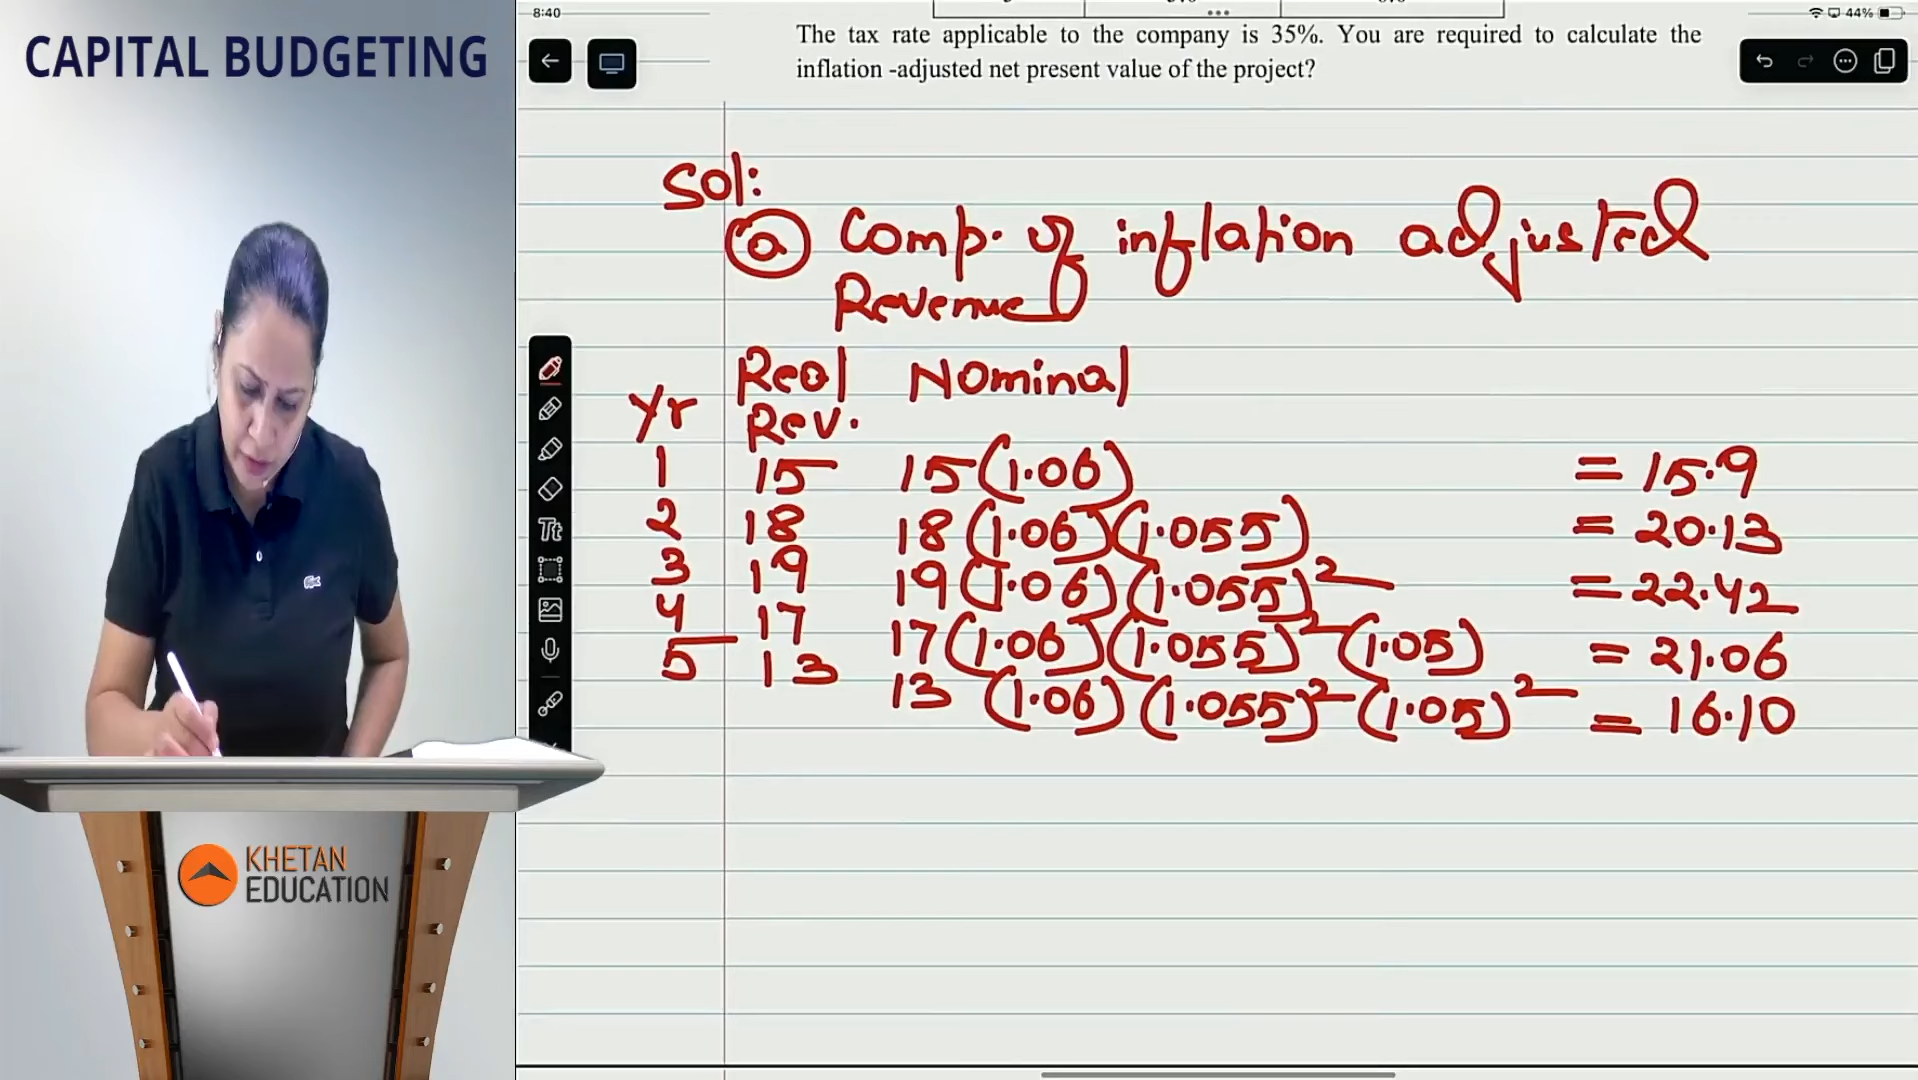 CAPITAL BUDGETING
8:40
44%
The tax rate applicable to the company is 35%. You are required to calculate the
inflation -adjusted net present value of the project?
Sol:
(a) Comp. of inflation adjusted
Revenue
Yr Real Rev. Nominal
1 15 15(1.06) = 15.9
2 18 18(1.06)(1.055) = 20.13
3 19 19(1.06)(1.055)² = 22.42
4 17 17(1.06)(1.055)²(1.05) = 21.06
5 13 13(1.06)(1.055)²(1.05)² = 16.10
Tt
KHETAN
EDUCATION